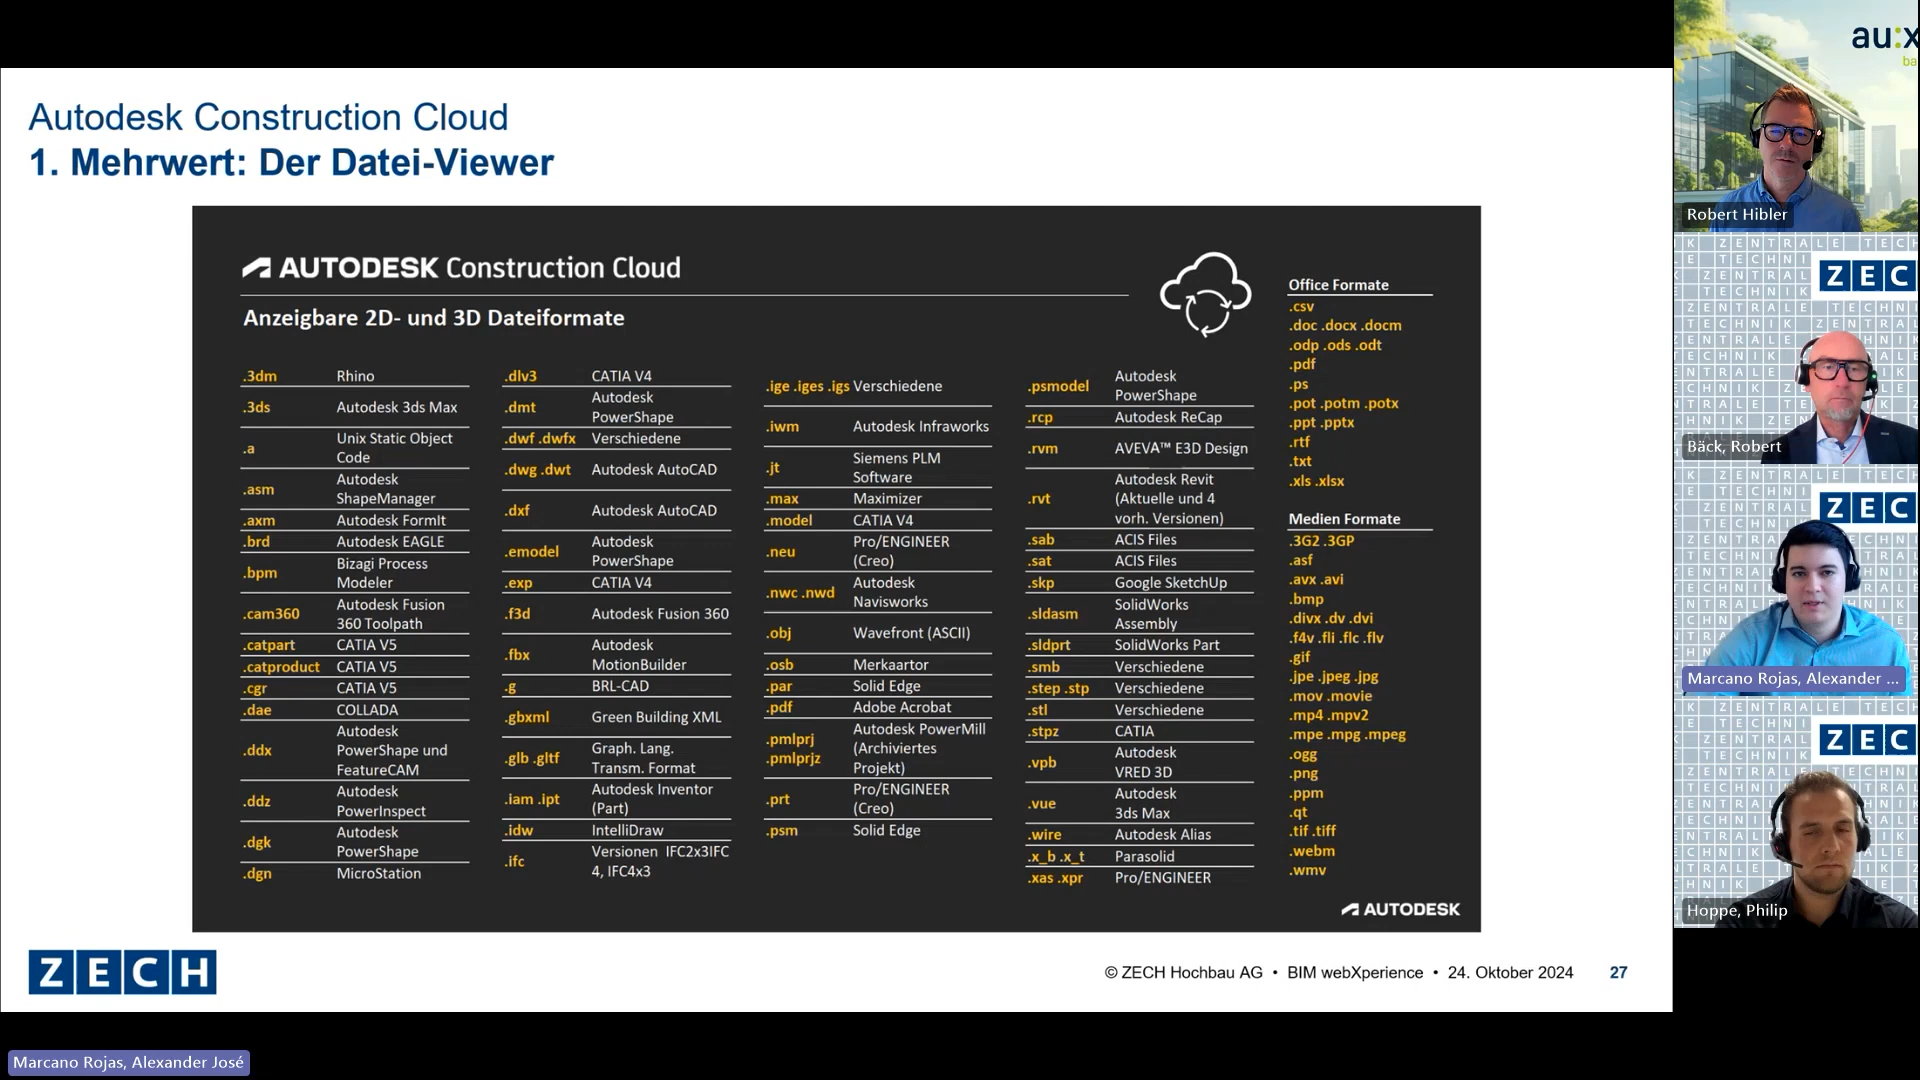 Autodesk Construction Cloud
1. Mehrwert: Der Datei-Viewer
AUTODESK Construction Cloud
Anzeigbare 2D- und 3D Dateiformate
.3dm Rhino
.3ds Autodesk 3ds Max
.a Unix Static Object
Code
.asm Autodesk
ShapeManager
.axm Autodesk FormIt
.brd Autodesk EAGLE
.bpm Bizagi Process
Modeler
.cam360 Autodesk Fusion
360 Toolpath
.catpart CATIA V5
.catproduct CATIA V5
.cgr CATIA V5
.dae COLLADA
.ddx Autodesk
PowerShape und
FeatureCAM
.ddz Autodesk
PowerInspect
.dgk Autodesk
PowerShape
.dgn MicroStation
.dlv3 CATIA V4
.dmt Autodesk
PowerShape
.dwf .dwfx Verschiedene
.dwg .dwt Autodesk AutoCAD
.dxf Autodesk AutoCAD
.emodel Autodesk
PowerShape
.exp CATIA V4
.f3d Autodesk Fusion 360
.fbx Autodesk
MotionBuilder
.g BRL-CAD
.gbxml Green Building XML
.glb .gltf Graph. Lang.
Transm. Format
.iam .ipt Autodesk Inventor
(Part)
.idw IntelliDraw
.ifc Versionen IFC2x3IFC
4, IFC4x3
.ige .iges .igs Verschiedene
.iwm Autodesk Infraworks
.jt Siemens PLM
Software
.max Maximizer
.model CATIA V4
.neu Pro/ENGINEER
(Creo)
.nwc .nwd Autodesk
Navisworks
.obj Wavefront (ASCII)
.osb Merkaartor
.par Solid Edge
.pdf Adobe Acrobat
.pmlprj
.pmlprjz Autodesk PowerMill
(Archiviertes
Projekt)
.prt Pro/ENGINEER
(Creo)
.psm Solid Edge
.psmodel Autodesk
PowerShape
.rcp Autodesk ReCap
.rvm AVEVA™ E3D Design
.rvt Autodesk Revit
(Aktuelle und 4
vorh. Versionen)
.sab ACIS Files
.sat ACIS Files
.skp Google SketchUp
.sldasm SolidWorks
Assembly
.sldprt SolidWorks Part
.smb Verschiedene
.step .stp Verschiedene
.stl Verschiedene
.stpz CATIA
.vpb Autodesk
VRED 3D
.vue Autodesk
3ds Max
.wire Autodesk Alias
.x_b .x_t Parasolid
.xas .xpr Pro/ENGINEER
Office Formate
.csv
.doc .docx .docm
.odp .ods .odt
.pdf
.ps
.pot .potm .potx
.ppt .pptx
.rtf
.txt
.xls .xlsx
Medien Formate
.3G2 .3GP
.asf
.avx .avi
.bmp
.divx .dv .dvi
.f4v .fli .flc .flv
.gif
.jpe .jpeg .jpg
.mov .movie
.mp4 .mpv2
.mpe .mpg .mpeg
.ogg
.png
.ppm
.qt
.tif .tiff
.webm
.wmv
AUTODESK
ZECH
© ZECH Hochbau AG • BIM webXperience • 24. Oktober 2024 27
Marcano Rojas, Alexander José
au:x
ba
Robert Hibler
ZEC
Bäck, Robert
ZEC
Marcano Rojas, Alexander ...
ZEC
Hoppe, Philip